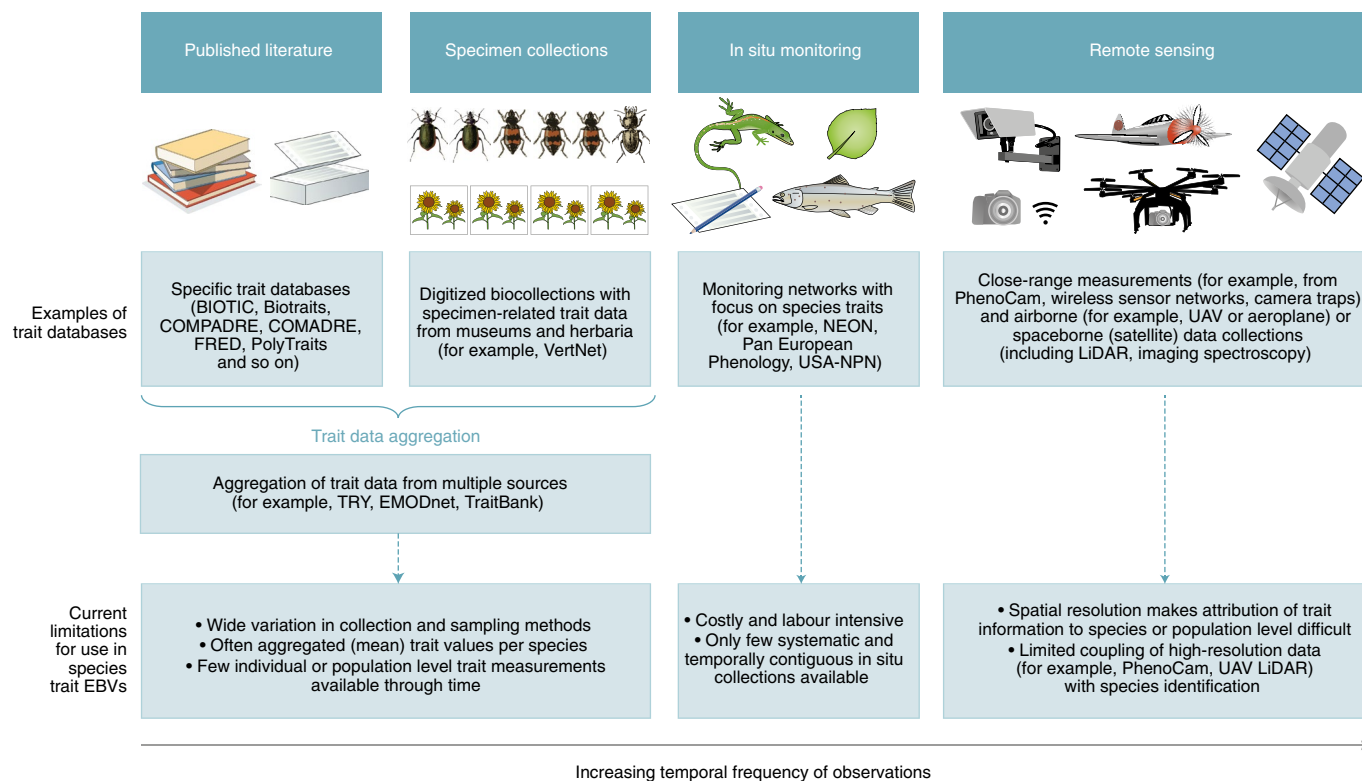 Published literature
Specimen collections
In situ monitoring
Remote sensing
Examples of
trait databases
Specific trait databases
(BIOTIC, Biotraits,
COMPADRE, COMADRE,
FRED, PolyTraits
and so on)
Digitized biocollections with
specimen-related trait data
from museums and herbaria
(for example, VertNet)
Monitoring networks with
focus on species traits
(for example, NEON,
Pan European
Phenology, USA-NPN)
Close-range measurements (for example, from
PhenoCam, wireless sensor networks, camera traps)
and airborne (for example, UAV or aeroplane) or
spaceborne (satellite) data collections
(including LiDAR, imaging spectroscopy)
Trait data aggregation
Aggregation of trait data from multiple sources
(for example, TRY, EMODnet, TraitBank)
Current
limitations
for use in
species
trait EBVs
• Wide variation in collection and sampling methods
• Often aggregated (mean) trait values per species
• Few individual or population level trait measurements
available through time
• Costly and labour intensive
• Only few systematic and
temporally contiguous in situ
collections available
• Spatial resolution makes attribution of trait
information to species or population level difficult
• Limited coupling of high-resolution data
(for example, PhenoCam, UAV LiDAR)
with species identification
Increasing temporal frequency of observations